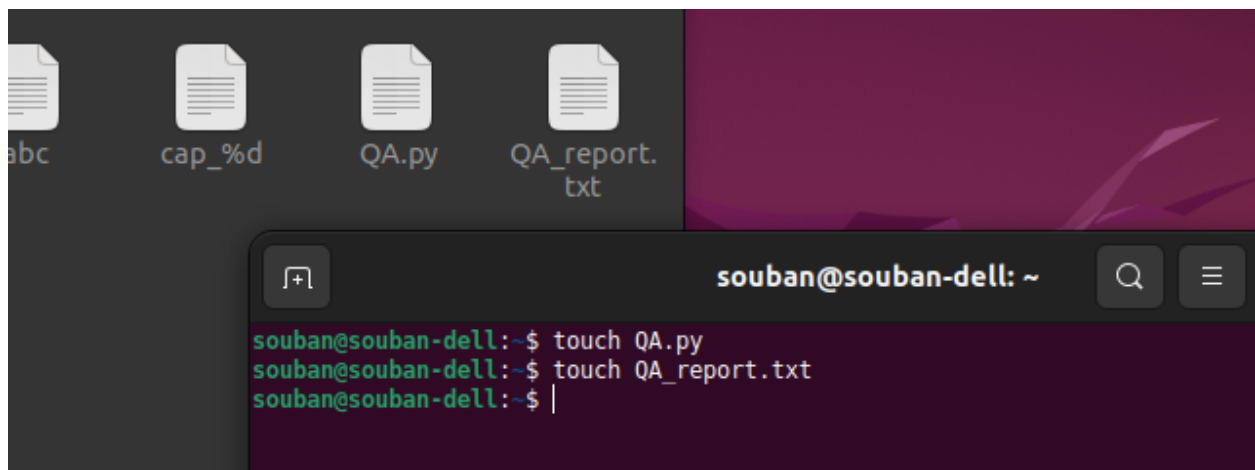 abc
cap_%d
QA.py
QA_report.
txt
souban@souban-dell: ~
souban@souban-dell:~$ touch QA.py
souban@souban-dell:~$ touch QA_report.txt
souban@souban-dell:~$